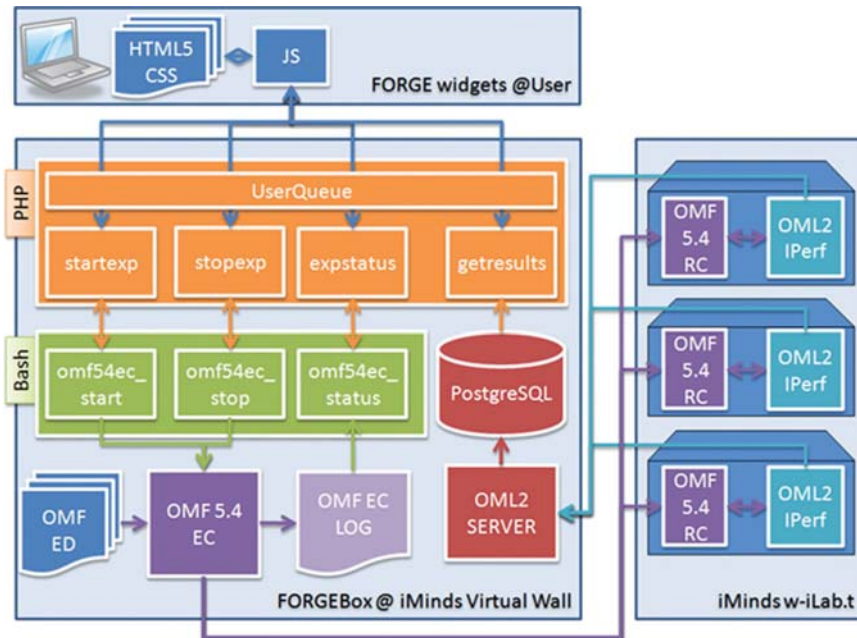 HTML5
CSS
JS
FORGE widgets @User
PHP
UserQueue
startexp
stopexp
expstatus
getresults
Bash
omf54ec_
start
omf54ec_
stop
omf54ec_
status
PostgreSQL
OMF
ED
OMF 5.4
EC
OMF EC
LOG
OML2
SERVER
FORGEBox @ iMinds Virtual Wall
OMF
5.4
RC
OML2
IPerf
OMF
5.4
RC
OML2
IPerf
OMF
5.4
RC
OML2
IPerf
iMinds w-iLab.t